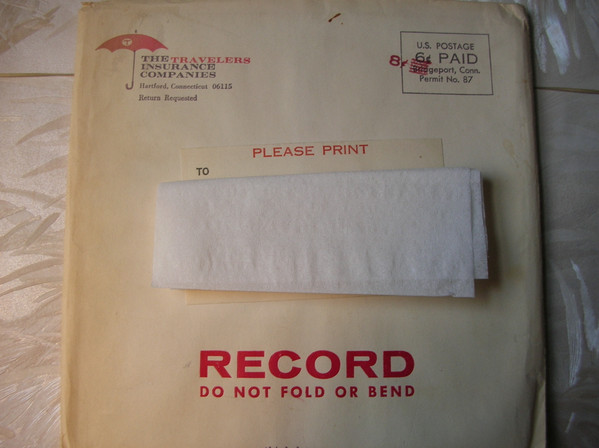 THE TRAVELERS
INSURANCE
COMPANIES
Hartford, Connecticut 06115
Return Requested
8¢
U.S. POSTAGE
6¢ PAID
Bridgeport, Conn.
Permit No. 87
PLEASE PRINT
TO
RECORD
DO NOT FOLD OR BEND